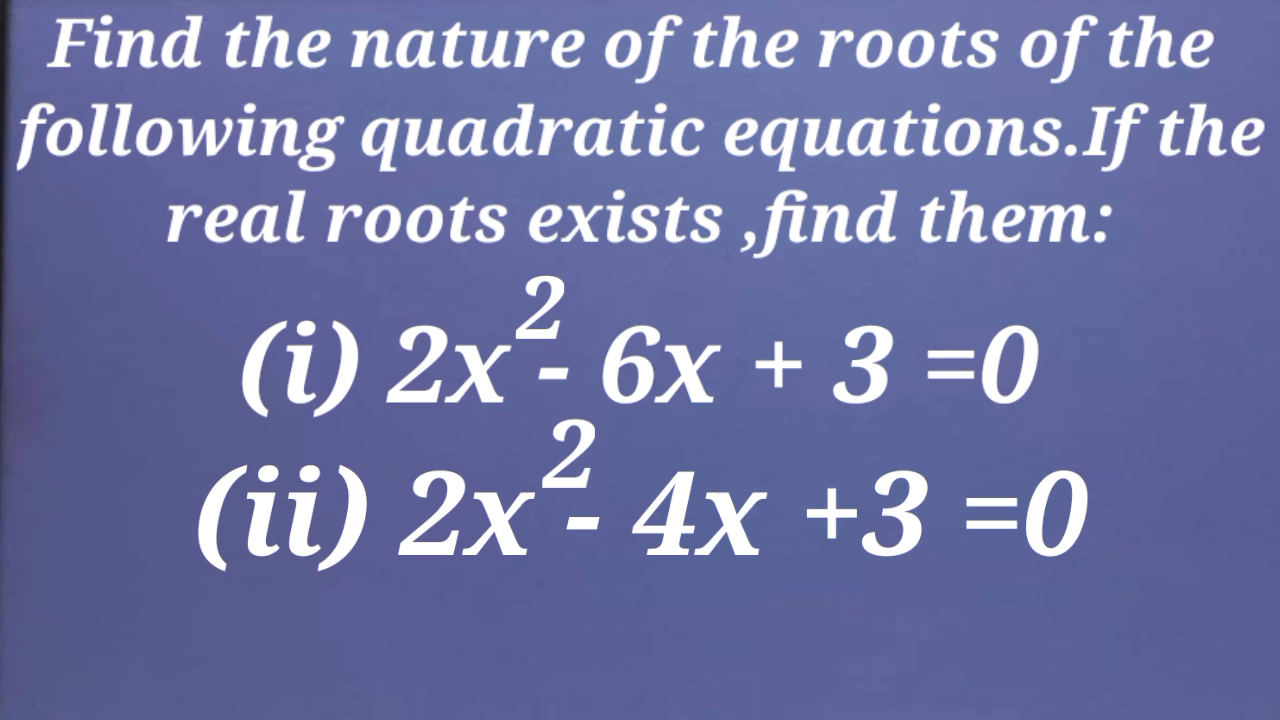 Find the nature of the roots of the
following quadratic equations.If the
real roots exists ,find them:
(i) 2x²- 6x + 3 =0
(ii) 2x²- 4x +3 =0